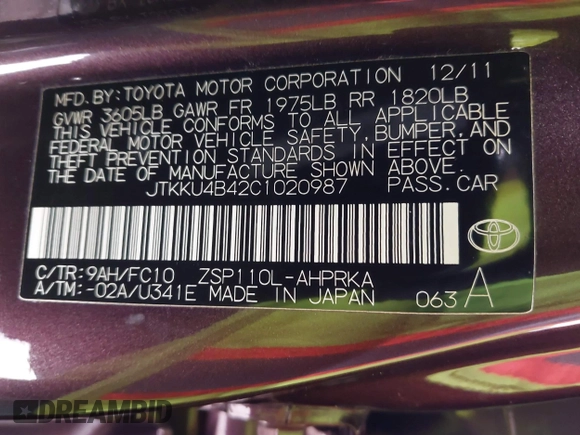 MFD.BY:TOYOTA MOTOR CORPORATION 12/11
GVWR 3605LB GAWR FR 1975LB RR 1820LB
THIS VEHICLE CONFORMS TO ALL APPLICABLE
FEDERAL MOTOR VEHICLE SAFETY, BUMPER, AND
THEFT PREVENTION STANDARDS IN EFFECT ON
THE DATE OF MANUFACTURE SHOWN ABOVE.
JTKKU4B42C1020987 PASS.CAR
C/TR:9AH/FC10 ZSP110L-AHPRKA
A/TM:-02A/U341E MADE IN JAPAN 063 A
DREAMBID